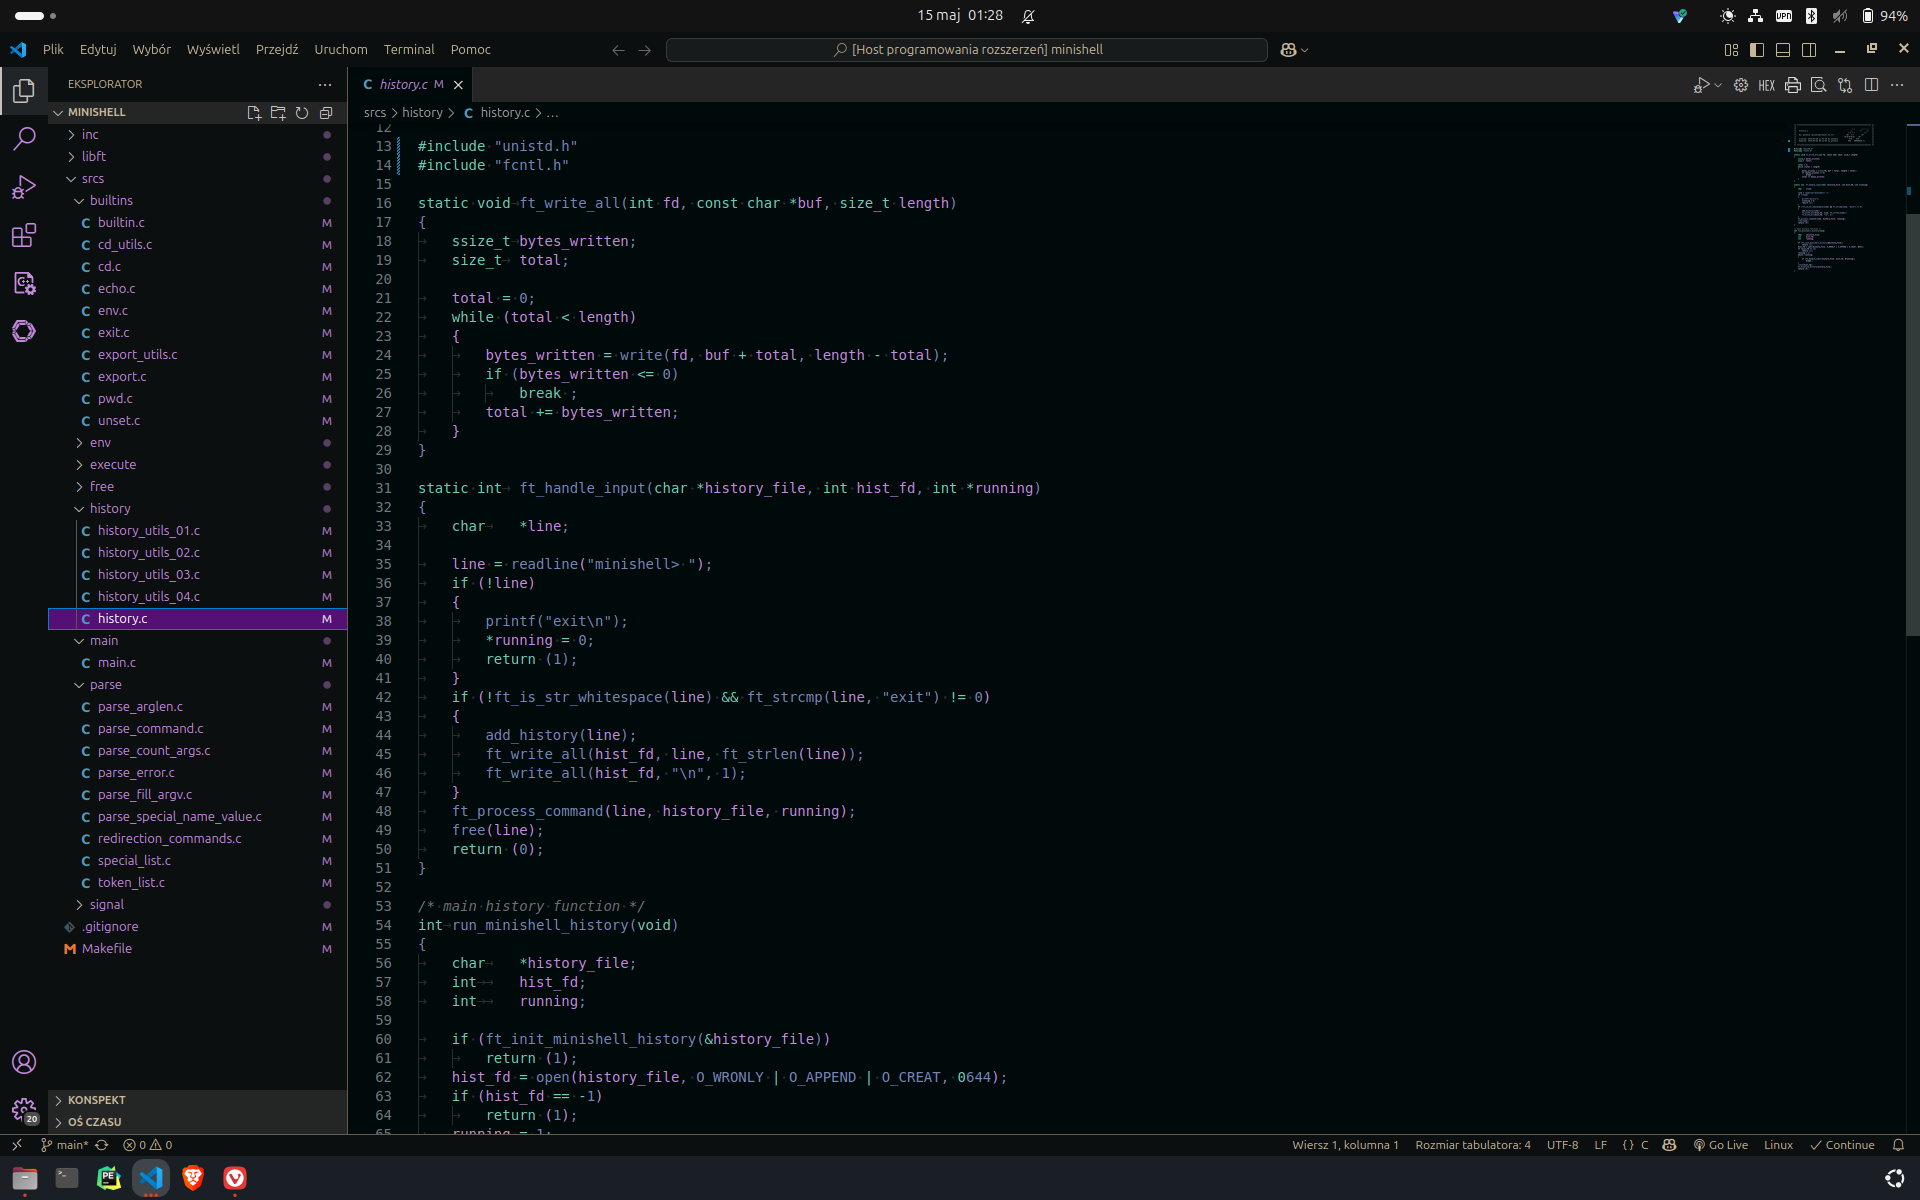 15 maj 01:28
VPN
94%
Plik Edytuj Wybór Wyświetl Przejdź Uruchom Terminal Pomoc
[Host programowania rozszerzeń] minishell
EKSPLORATOR
MINISHELL
inc
libft
srcs
builtins
builtin.c M
cd_utils.c M
cd.c M
echo.c M
env.c M
exit.c M
export_utils.c M
export.c M
pwd.c M
unset.c M
env
execute
free
history
history_utils_01.c M
history_utils_02.c M
history_utils_03.c M
history_utils_04.c M
history.c M
main
main.c M
parse
parse_arglen.c M
parse_command.c M
parse_count_args.c M
parse_error.c M
parse_fill_argv.c M
parse_special_name_value.c M
redirection_commands.c M
special_list.c M
token_list.c M
signal
.gitignore M
Makefile M
KONSPEKT
OŚ CZASU
20
C history.c M
HEX
srcs > history > C history.c > ...
12
13 #include "unistd.h"
14 #include "fcntl.h"
15
16 static void ft_write_all(int fd, const char *buf, size_t length)
17 {
18 ssize_t bytes_written;
19 size_t total;
20
21 total = 0;
22 while (total < length)
23 {
24 bytes_written = write(fd, buf + total, length - total);
25 if (bytes_written <= 0)
26 break ;
27 total += bytes_written;
28 }
29 }
30
31 static int ft_handle_input(char *history_file, int hist_fd, int *running)
32 {
33 char *line;
34
35 line = readline("minishell> ");
36 if (!line)
37 {
38 printf("exit\n");
39 *running = 0;
40 return (1);
41 }
42 if (!ft_is_str_whitespace(line) && ft_strcmp(line, "exit") != 0)
43 {
44 add_history(line);
45 ft_write_all(hist_fd, line, ft_strlen(line));
46 ft_write_all(hist_fd, "\n", 1);
47 }
48 ft_process_command(line, history_file, running);
49 free(line);
50 return (0);
51 }
52
53 /* main history function */
54 int run_minishell_history(void)
55 {
56 char *history_file;
57 int hist_fd;
58 int running;
59
60 if (ft_init_minishell_history(&history_file))
61 return (1);
62 hist_fd = open(history_file, O_WRONLY | O_APPEND | O_CREAT, 0644);
63 if (hist_fd == -1)
64 return (1);
65 running = 1;
main* 0 0
Wiersz 1, kolumna 1 Rozmiar tabulatora: 4 UTF-8 LF {} C Go Live Linux Continue